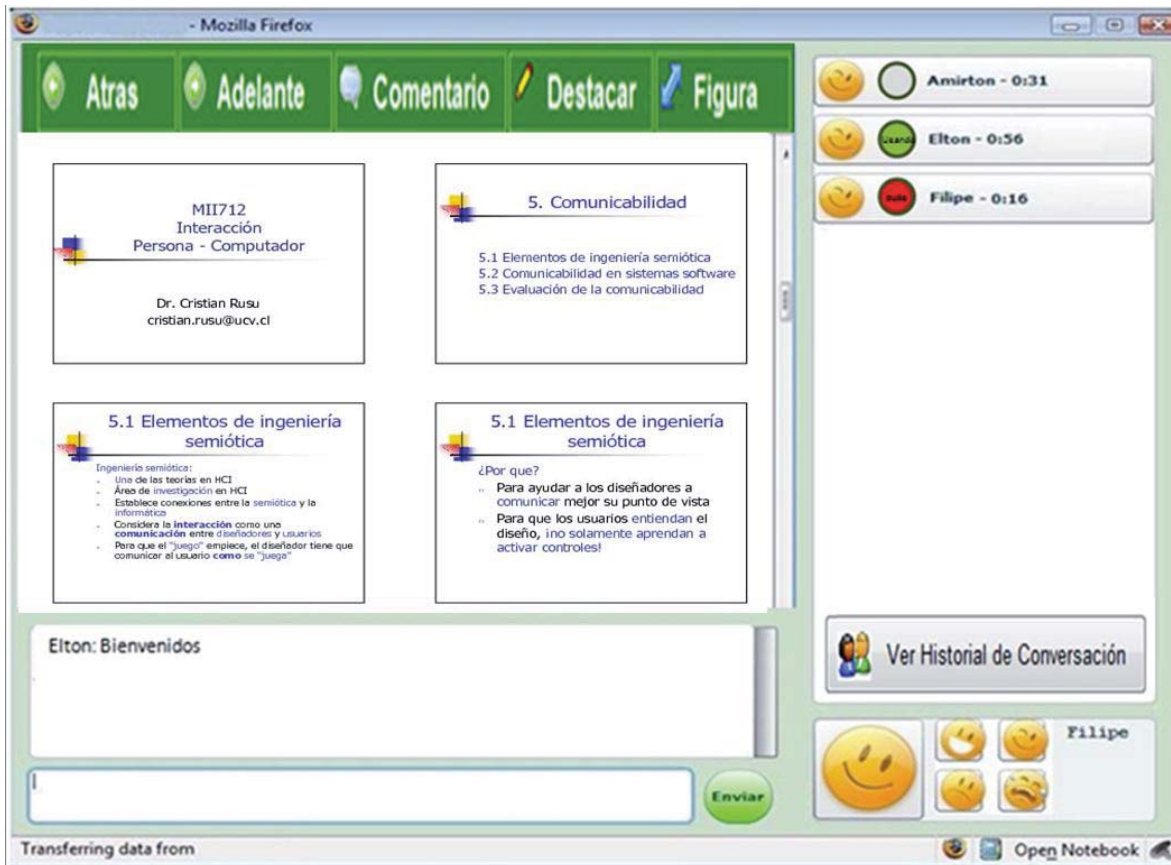 - Mozilla Firefox
Atras
Adelante
Comentario
Destacar
Figura
MII712
Interacción
Persona - Computador
Dr. Cristian Rusu
cristian.rusu@ucv.cl
5. Comunicabilidad
5.1 Elementos de ingeniería semiótica
5.2 Comunicabilidad en sistemas software
5.3 Evaluación de la comunicabilidad
5.1 Elementos de ingeniería
semiótica
Ingeniería semiótica:
Una de las teorías en HCI
Área de investigación en HCI
Establece conexiones entre la semiótica y la
informática
Considera la interacción como una
comunicación entre diseñadores y usuarios
Para que el "juego" empiece, el diseñador tiene que
comunicar al usuario como se "juega"
5.1 Elementos de ingeniería
semiótica
¿Por que?
Para ayudar a los diseñadores a
comunicar mejor su punto de vista
Para que los usuarios entiendan el
diseño, ¡no solamente aprendan a
activar controles!
Elton: Bienvenidos
Enviar
Amirton - 0:31
Usando
Elton - 0:56
Filipe - 0:16
Ver Historial de Conversación
Filipe
Transferring data from
Open Notebook